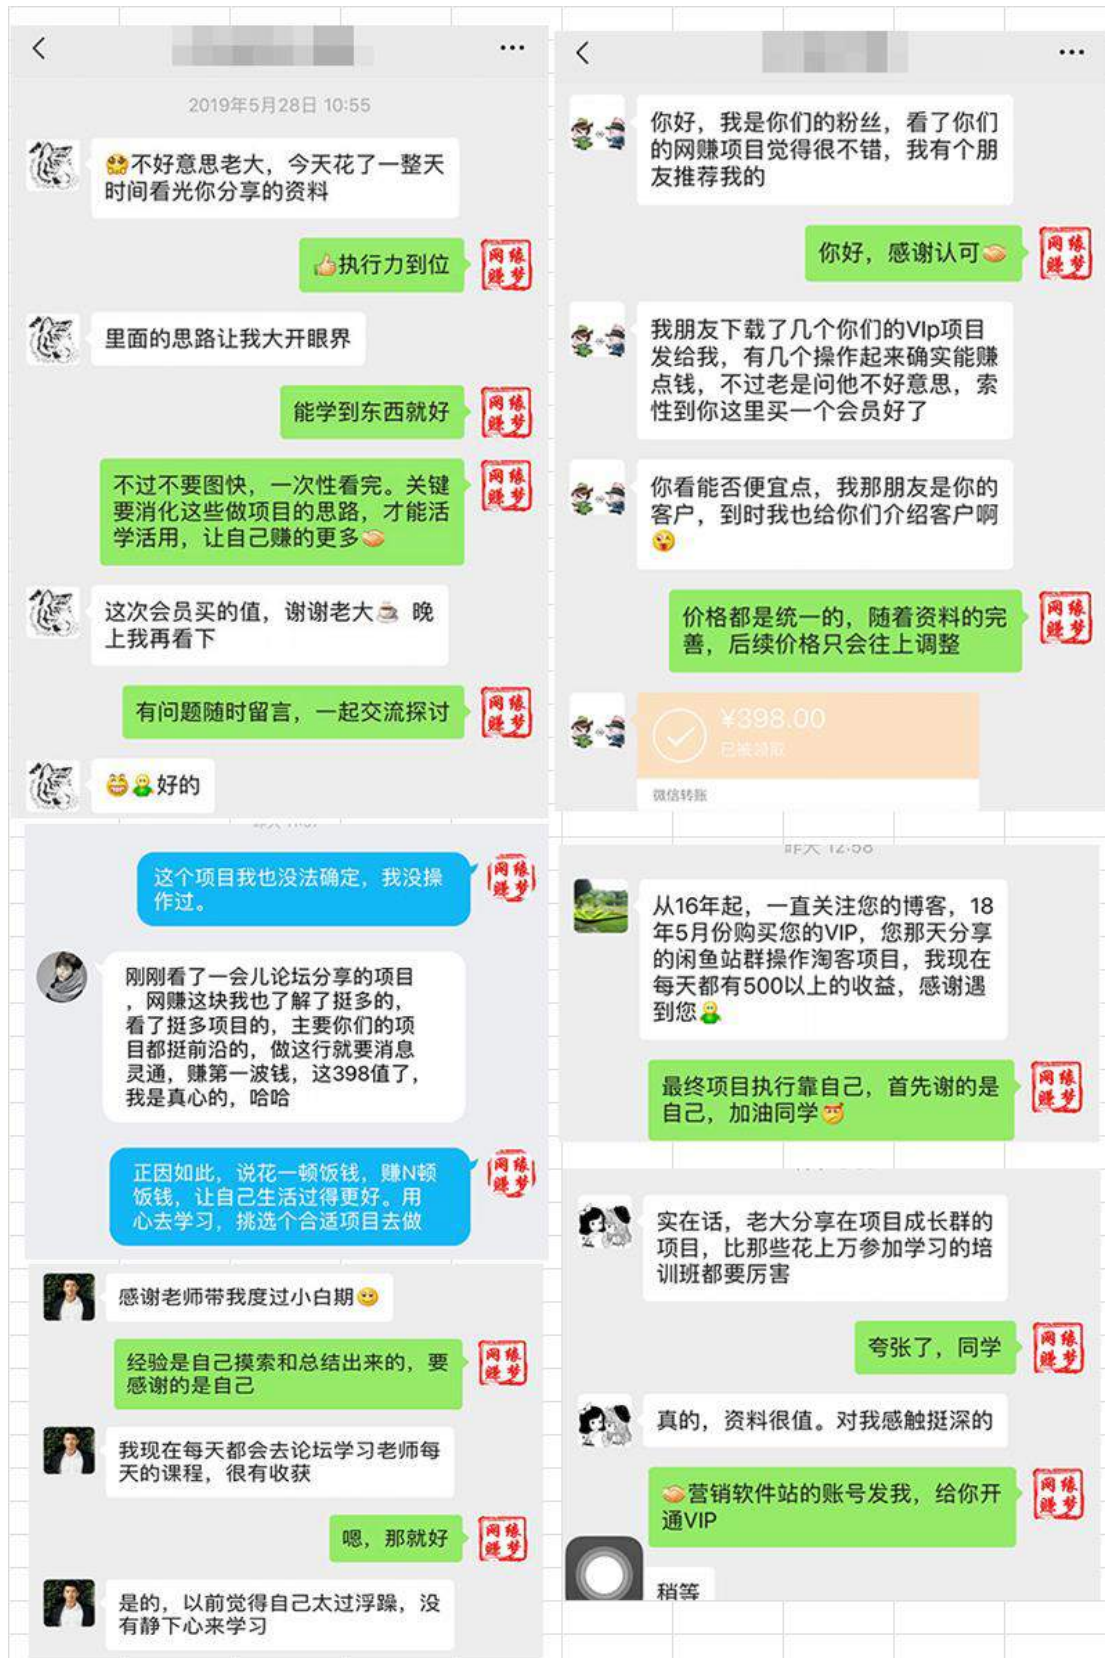 2019年5月28日 10:55
不好意思老大，今天花了一整天
时间看光你分享的资料
执行力到位
里面的思路让我大开眼界
能学到东西就好
不过不要图快，一次性看完。关键
要消化这些做项目的思路，才能活
学活用，让自己赚的更多
这次会员买的值，谢谢老大 晚
上我再看下
有问题随时留言，一起交流探讨
好的
你好，我是你们的粉丝，看了你们
的网赚项目觉得很不错，我有个朋
友推荐我的
你好，感谢认可
我朋友下载了几个你们的VIp项目
发给我，有几个操作起来确实能赚
点钱，不过老是问他不好意思，索
性到你这里买一个会员好了
你看能否便宜点，我那朋友是你的
客户，到时我也给你们介绍客户啊
价格都是统一的，随着资料的完
善，后续价格只会往上调整
¥398.00
已被领取
微信转账
这个项目我也没法确定，我没操
作过。
刚刚看了一会儿论坛分享的项目
，网赚这块我也了解了挺多的，
看了挺多项目的，主要你们的项
目都挺前沿的，做这行就要消息
灵通，赚第一波钱，这398值了，
我是真心的，哈哈
正因如此，说花一顿饭钱，赚N顿
饭钱，让自己生活过得更好。用
心去学习，挑选个合适项目去做
昨天 12:58
从16年起，一直关注您的博客，18
年5月份购买您的VIP，您那天分享
的闲鱼站群操作淘客项目，我现在
每天都有500以上的收益，感谢遇
到您
最终项目执行靠自己，首先谢的是
自己，加油同学
感谢老师带我度过小白期
经验是自己摸索和总结出来的，要
感谢的是自己
我现在每天都会去论坛学习老师每
天的课程，很有收获
嗯，那就好
是的，以前觉得自己太过浮躁，没
有静下心来学习
实在话，老大分享在项目成长群的
项目，比那些花上万参加学习的培
训班都要厉害
夸张了，同学
真的，资料很值。对我感触挺深的
营销软件站的账号发我，给你开
通VIP
稍等
网缘
赚梦